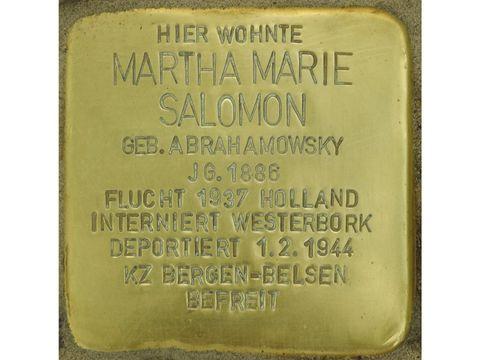 HIER WOHNTE
MARTHA MARIE
SALOMON
GEB. ABRAHAMOWSKY
JG. 1886
FLUCHT 1937 HOLLAND
INTERNIERT WESTERBORK
DEPORTIERT 1.2.1944
KZ BERGEN-BELSEN
BEFREIT